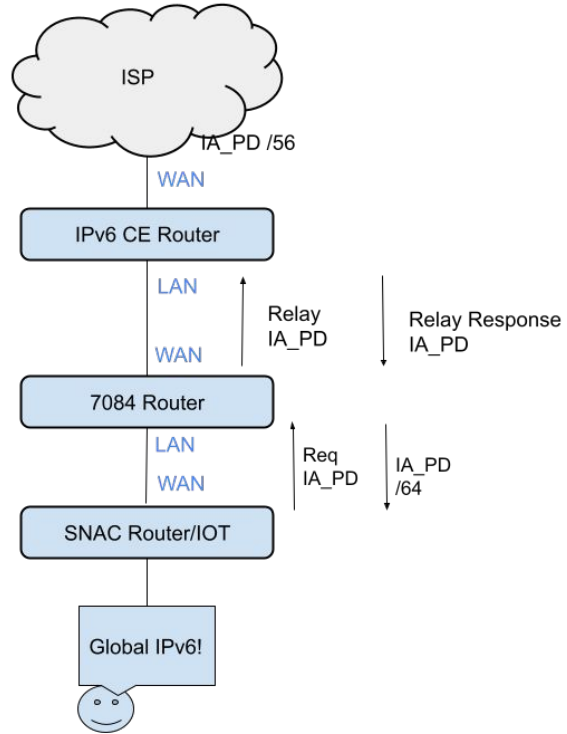 ISP
IA_PD /56
WAN
IPv6 CE Router
LAN
Relay
IA_PD
Relay Response
IA_PD
WAN
7084 Router
LAN
Req
IA_PD
IA_PD
/64
WAN
SNAC Router/IOT
Global IPv6!